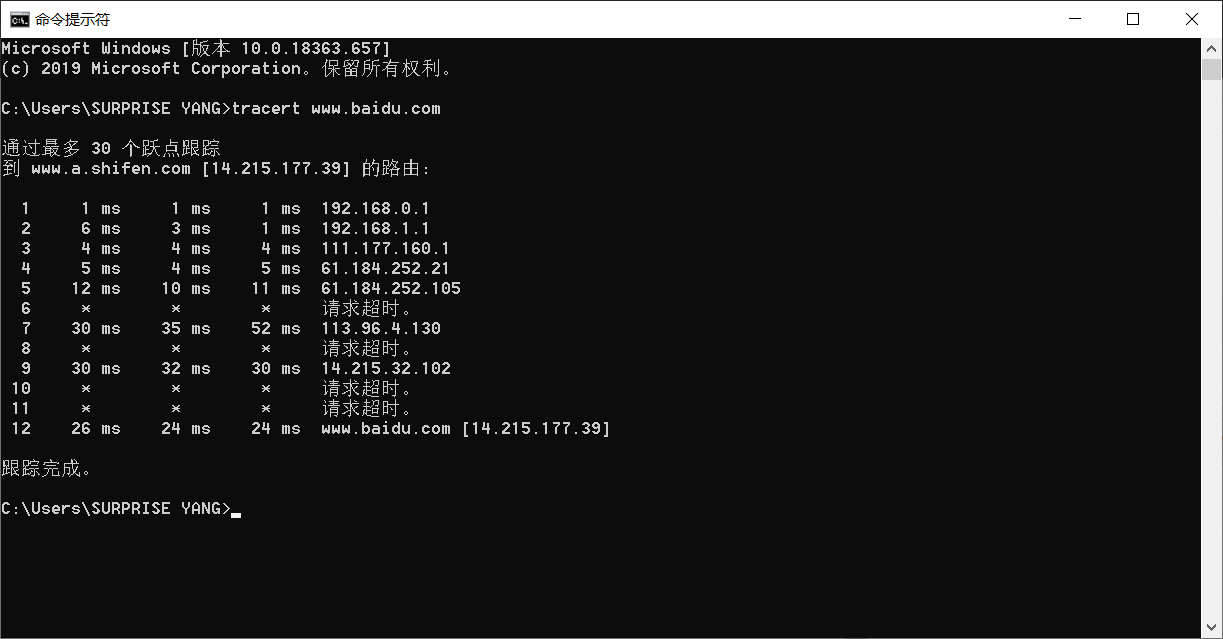 命令提示符
Microsoft Windows [版本 10.0.18363.657]
(c) 2019 Microsoft Corporation。保留所有权利。
C:\Users\SURPRISE YANG>tracert www.baidu.com
通过最多 30 个跃点跟踪
到 www.a.shifen.com [14.215.177.39] 的路由:
1 1 ms 1 ms 1 ms 192.168.0.1
2 6 ms 3 ms 1 ms 192.168.1.1
3 4 ms 4 ms 4 ms 111.177.160.1
4 5 ms 4 ms 5 ms 61.184.252.21
5 12 ms 10 ms 11 ms 61.184.252.105
6 * * * 请求超时。
7 30 ms 35 ms 52 ms 113.96.4.130
8 * * * 请求超时。
9 30 ms 32 ms 30 ms 14.215.32.102
10 * * * 请求超时。
11 * * * 请求超时。
12 26 ms 24 ms 24 ms www.baidu.com [14.215.177.39]
跟踪完成。
C:\Users\SURPRISE YANG>